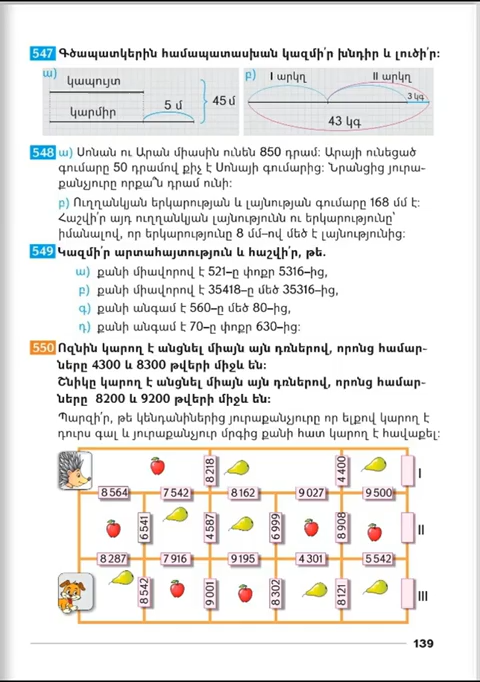 547 Գծապատկերին համապատասխան կազմի՛ր խնդիր և լուծի՛ր:
ա)
կապույտ
կարմիր
5 մ
45 մ
բ)
I արկղ
II արկղ
3 կգ
43 կգ
548 ա) Սոնան ու Արան միասին ունեն 850 դրամ: Արայի ունեցած
գումարը 50 դրամով քիչ է Սոնայի գումարից: Նրանցից յուրա-
քանչյուրը որքա՞ն դրամ ունի:
բ) Ուղղանկյան երկարության և լայնության գումարը 168 մմ է:
Հաշվի՛ր այդ ուղղանկյան լայնությունն ու երկարությունը՝
իմանալով, որ երկարությունը 8 մմ–ով մեծ է լայնությունից:
549 Կազմի՛ր արտահայտություն և հաշվի՛ր, թե.
ա) քանի միավորով է 521–ը փոքր 5316–ից,
բ) քանի միավորով է 35418–ը մեծ 35316–ից,
գ) քանի անգամ է 560–ը մեծ 80–ից,
դ) քանի անգամ է 70–ը փոքր 630–ից:
550 Ոզնին կարող է անցնել միայն այն դռներով, որոնց համար-
ները 4300 և 8300 թվերի միջև են:
Շնիկը կարող է անցնել միայն այն դռներով, որոնց համար-
ները 8200 և 9200 թվերի միջև են:
Պարզի՛ր, թե կենդանիներից յուրաքանչյուրը որ ելքով կարող է
դուրս գալ և յուրաքանչյուր մրգից քանի հատ կարող է հավաքել:
8218
4400
I
8564
7542
8162
9027
9500
6541
4587
6999
8908
II
8287
7916
9195
4301
5542
8542
9001
8302
8121
III
139